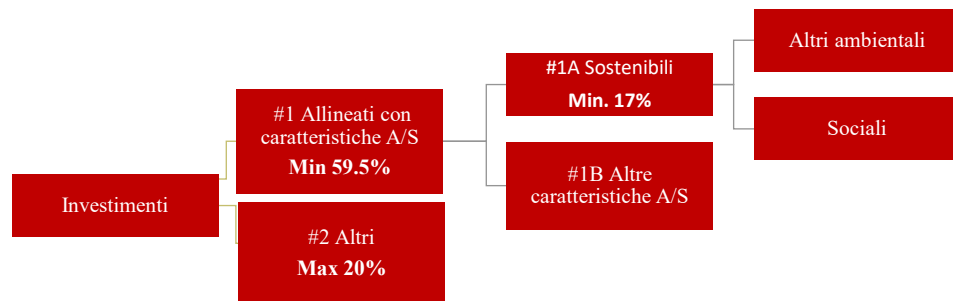 Investimenti
#1 Allineati con
caratteristiche A/S
Min 59.5%
#2 Altri
Max 20%
#1A Sostenibili
Min. 17%
#1B Altre
caratteristiche A/S
Altri ambientali
Sociali